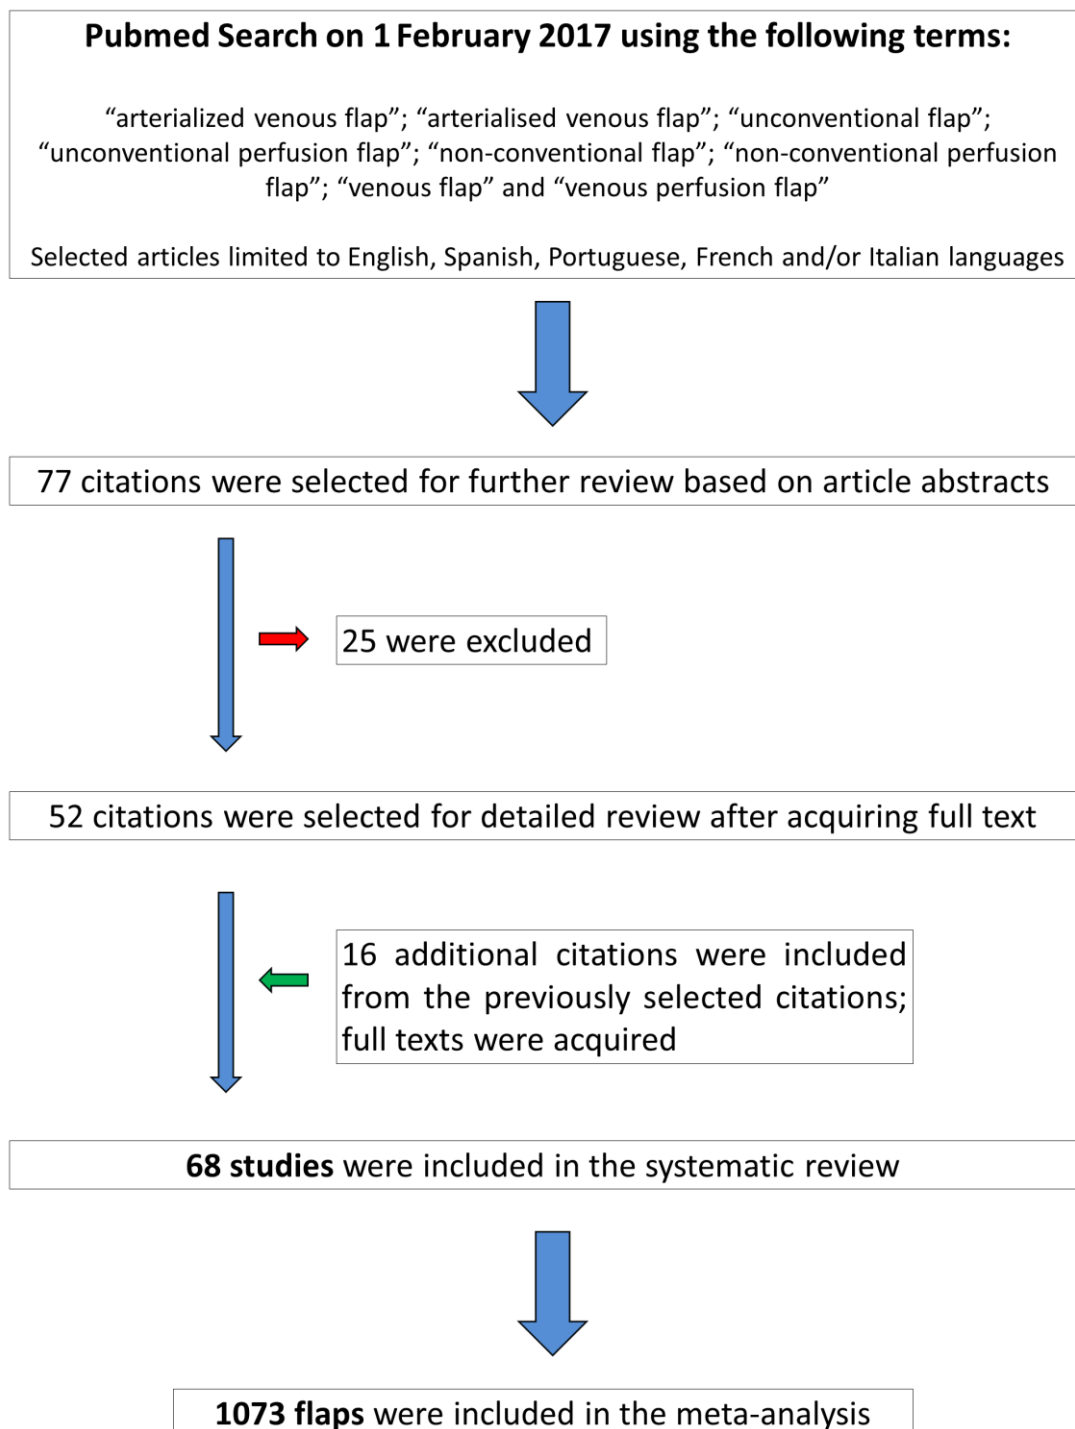 Pubmed Search on 1 February 2017 using the following terms:
“arterialized venous flap”; “arterialised venous flap”; “unconventional flap”;
“unconventional perfusion flap”; “non-conventional flap”; “non-conventional perfusion
flap”; “venous flap” and “venous perfusion flap”
Selected articles limited to English, Spanish, Portuguese, French and/or Italian languages
77 citations were selected for further review based on article abstracts
25 were excluded
52 citations were selected for detailed review after acquiring full text
16 additional citations were included
from the previously selected citations;
full texts were acquired
68 studies were included in the systematic review
1073 flaps were included in the meta-analysis